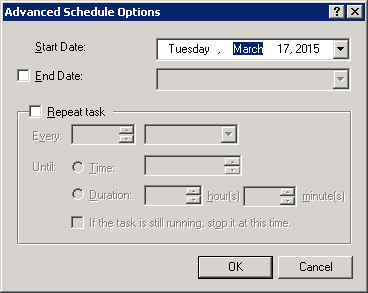 Advanced Schedule Options
Start Date: Tuesday , March 17, 2015
End Date:
Repeat task
Every:
Until: Time:
Duration: hour(s) minute(s)
If the task is still running, stop it at this time.
OK Cancel